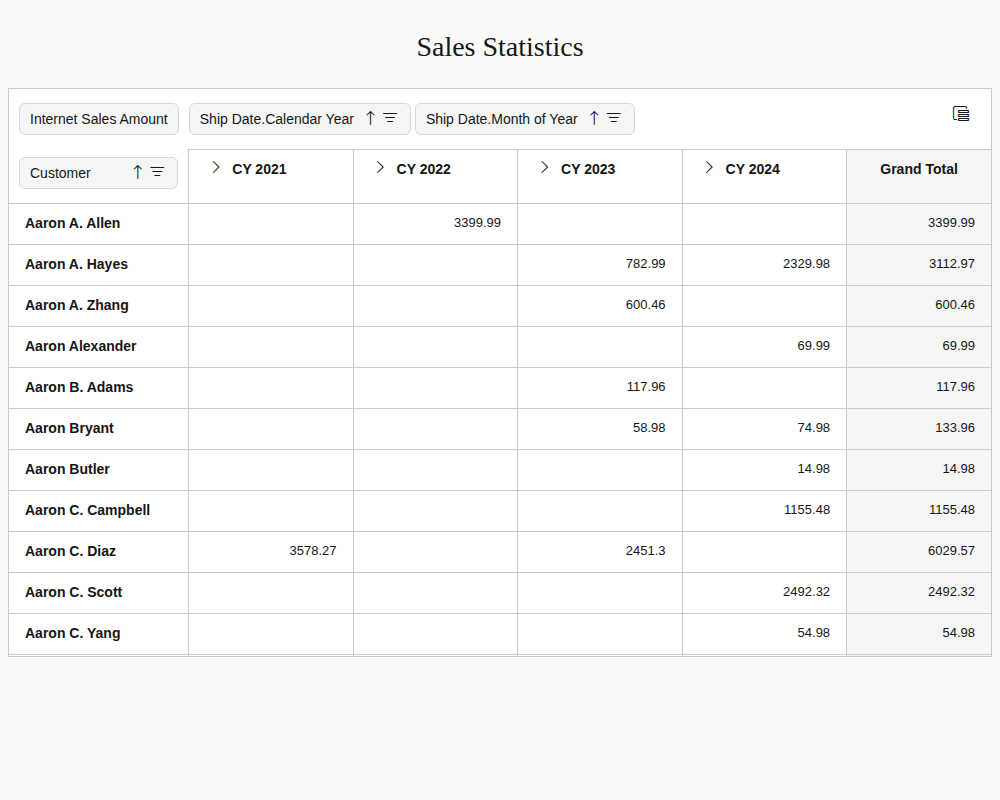 Sales Statistics
Internet Sales Amount Ship Date.Calendar Year Ship Date.Month of Year
Customer CY 2021 CY 2022 CY 2023 CY 2024 Grand Total
Aaron A. Allen 3399.99 3399.99
Aaron A. Hayes 782.99 2329.98 3112.97
Aaron A. Zhang 600.46 600.46
Aaron Alexander 69.99 69.99
Aaron B. Adams 117.96 117.96
Aaron Bryant 58.98 74.98 133.96
Aaron Butler 14.98 14.98
Aaron C. Campbell 1155.48 1155.48
Aaron C. Diaz 3578.27 2451.3 6029.57
Aaron C. Scott 2492.32 2492.32
Aaron C. Yang 54.98 54.98